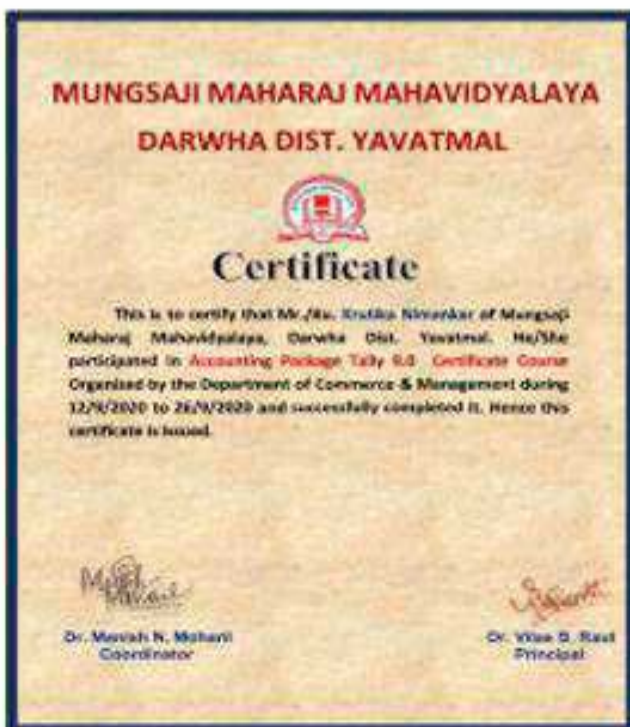 MUNGSAJI MAHARAJ MAHAVIDYALAYA
DARWHA DIST. YAVATMAL
Certificate
This is to certify that Mr./Ku. Krutika Nimankar of Mungsaji
Maharaj Mahavidyalaya, Darwha Dist. Yavatmal. He/She
participated in Accounting Package Tally 9.0 Certificate Course
Organized by the Department of Commerce & Management during
12/9/2020 to 26/9/2020 and successfully completed it. Hence this
certificate is issued.
Dr. N. Mohani
Coordinator
Dr. Vilas Raut
Principal